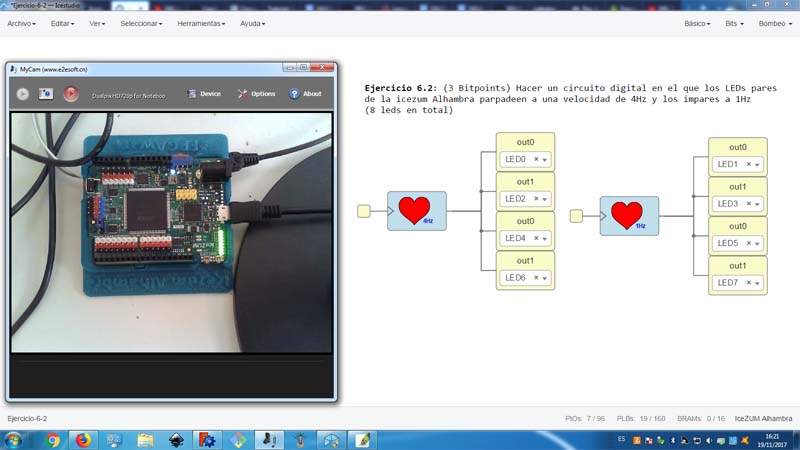 *Ejercicio-6-2 — Icestudio
Archivo Editar Ver Seleccionar Herramientas Ayuda Básico Bits Bombeo
MyCam (www.e2esoft.cn)
Device Options About
Ejercicio 6.2: (3 Bitpoints) Hacer un circuito digital en el que los LEDs pares
de la icezum Alhambra parpadeen a una velocidad de 4Hz y los impares a 1Hz
(8 leds en total)
out0
LED0
out1
LED2
out0
LED4
out1
LED6
4Hz
out0
LED1
out1
LED3
out0
LED5
out1
LED7
1Hz
Ejercicio-6-2 PIOs: 7 / 96 PLBs: 19 / 160 BRAMs: 0 / 16 IceZUM Alhambra
ES 16:21
19/11/2017